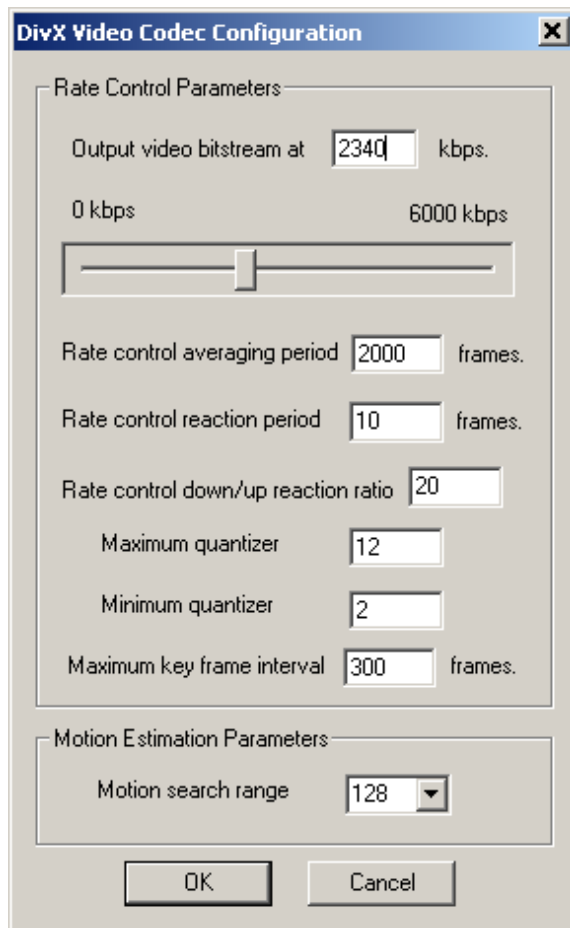 DivX Video Codec Configuration
Rate Control Parameters
Output video bitstream at 2340 kbps.
0 kbps 6000 kbps
Rate control averaging period 2000 frames.
Rate control reaction period 10 frames.
Rate control down/up reaction ratio 20
Maximum quantizer 12
Minimum quantizer 2
Maximum key frame interval 300 frames.
Motion Estimation Parameters
Motion search range 128
OK Cancel